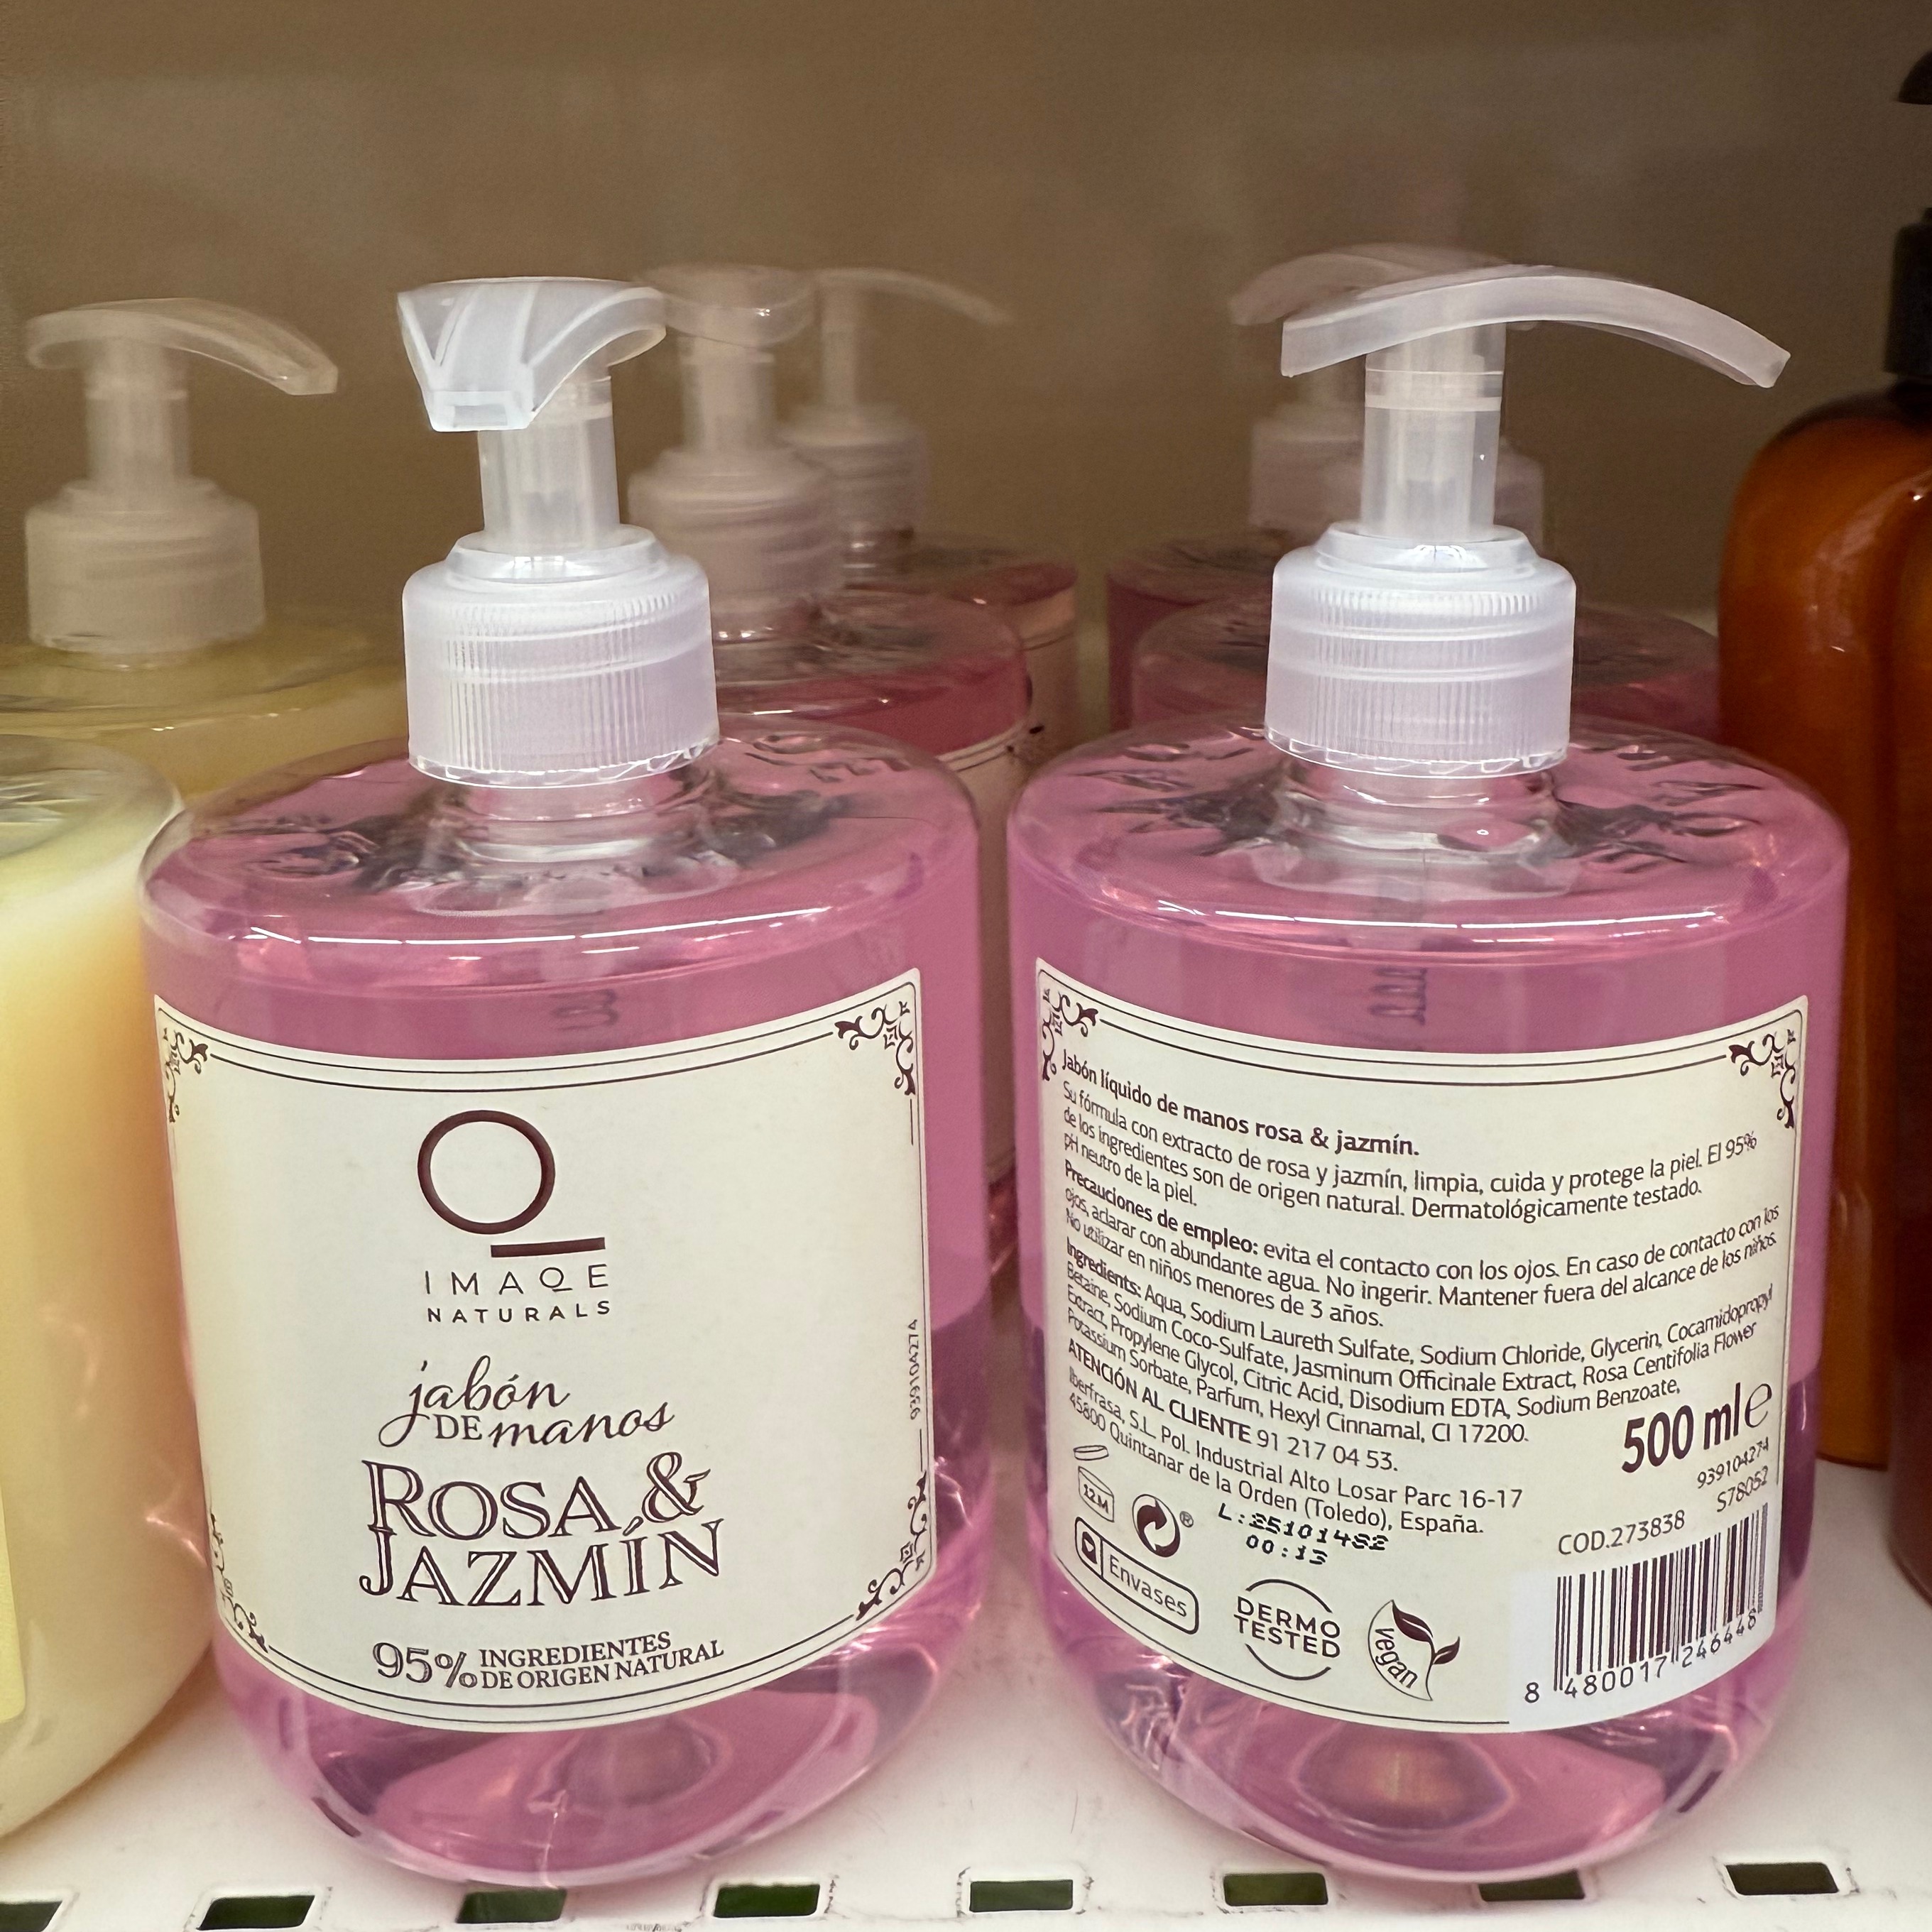 IMAQE
NATURALS
jabón
DE manos
ROSA &
JAZMÍN
95% INGREDIENTES
DE ORIGEN NATURAL
939104274
Jabón líquido de manos rosa & jazmín.
Su fórmula con extracto de rosa y jazmín, limpia, cuida y protege la piel. El 95%
de los ingredientes son de origen natural. Dermatológicamente testado.
pH neutro de la piel.
Precauciones de empleo: evita el contacto con los ojos. En caso de contacto con los
ojos, aclarar con abundante agua. No ingerir. Mantener fuera del alcance de los niños.
No utilizar en niños menores de 3 años.
Ingredients: Aqua, Sodium Laureth Sulfate, Sodium Chloride, Glycerin, Cocamidopropyl
Betaine, Sodium Coco-Sulfate, Jasminum Officinale Extract, Rosa Centifolia Flower
Extract, Propylene Glycol, Citric Acid, Disodium EDTA, Sodium Benzoate,
Potassium Sorbate, Parfum, Hexyl Cinnamal, CI 17200.
ATENCIÓN AL CLIENTE 91 217 04 53.
Iberfrasa, S.L. Pol. Industrial Alto Losar Parc 16-17
45800 Quintanar de la Orden (Toledo), España.
500 ml e
939104274
S78052
COD.273838
12M
®
L:25101482
00:13
Envases
DERMO
TESTED
vegan
8 480017 246448